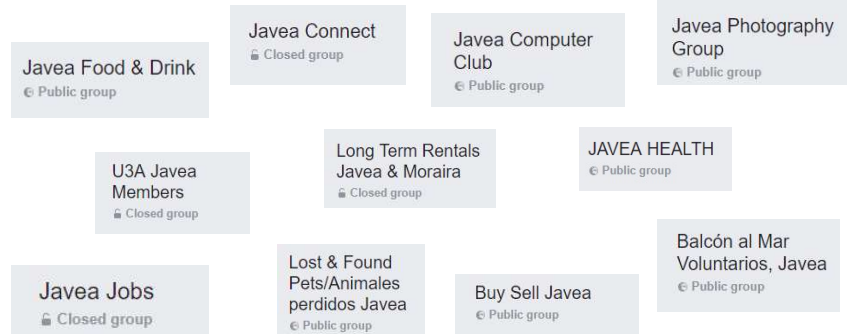 Javea Food & Drink
Public group
Javea Connect
Closed group
Javea Computer
Club
Public group
Javea Photography
Group
Public group
U3A Javea
Members
Closed group
Long Term Rentals
Javea & Moraira
Closed group
JAVEA HEALTH
Public group
Javea Jobs
Closed group
Lost & Found
Pets/Animales
perdidos Javea
Public group
Buy Sell Javea
Public group
Balcón al Mar
Voluntarios, Javea
Public group